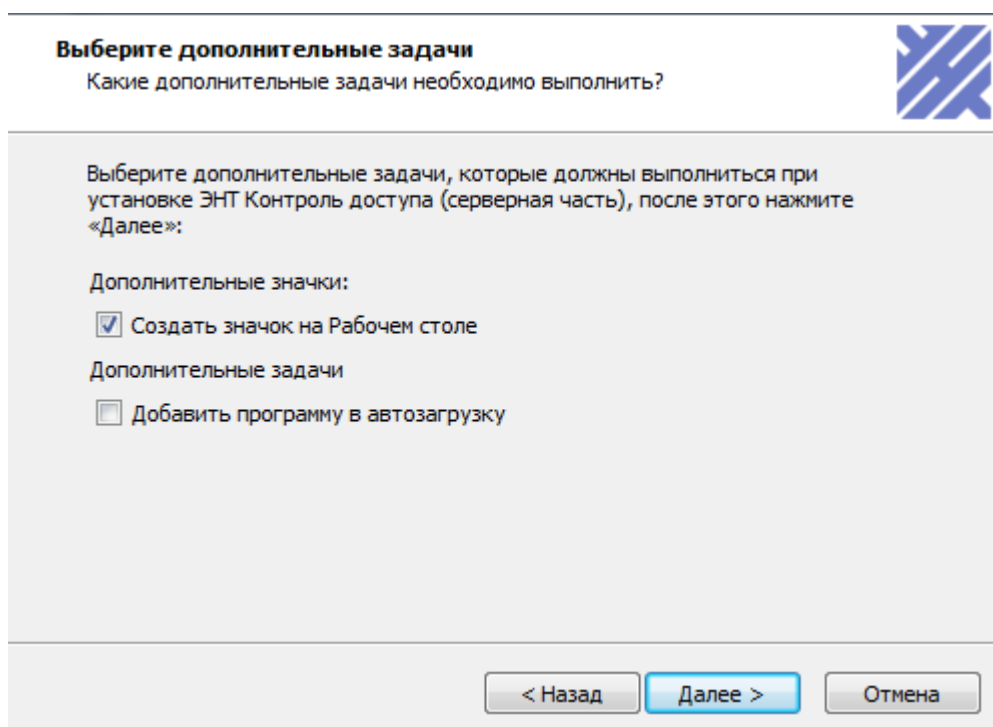 Выберите дополнительные задачи
Какие дополнительные задачи необходимо выполнить?
Выберите дополнительные задачи, которые должны выполниться при
установке ЭНТ Контроль доступа (серверная часть), после этого нажмите
«Далее»:
Дополнительные значки:
Создать значок на Рабочем столе
Дополнительные задачи
Добавить программу в автозагрузку
< Назад
Далее >
Отмена